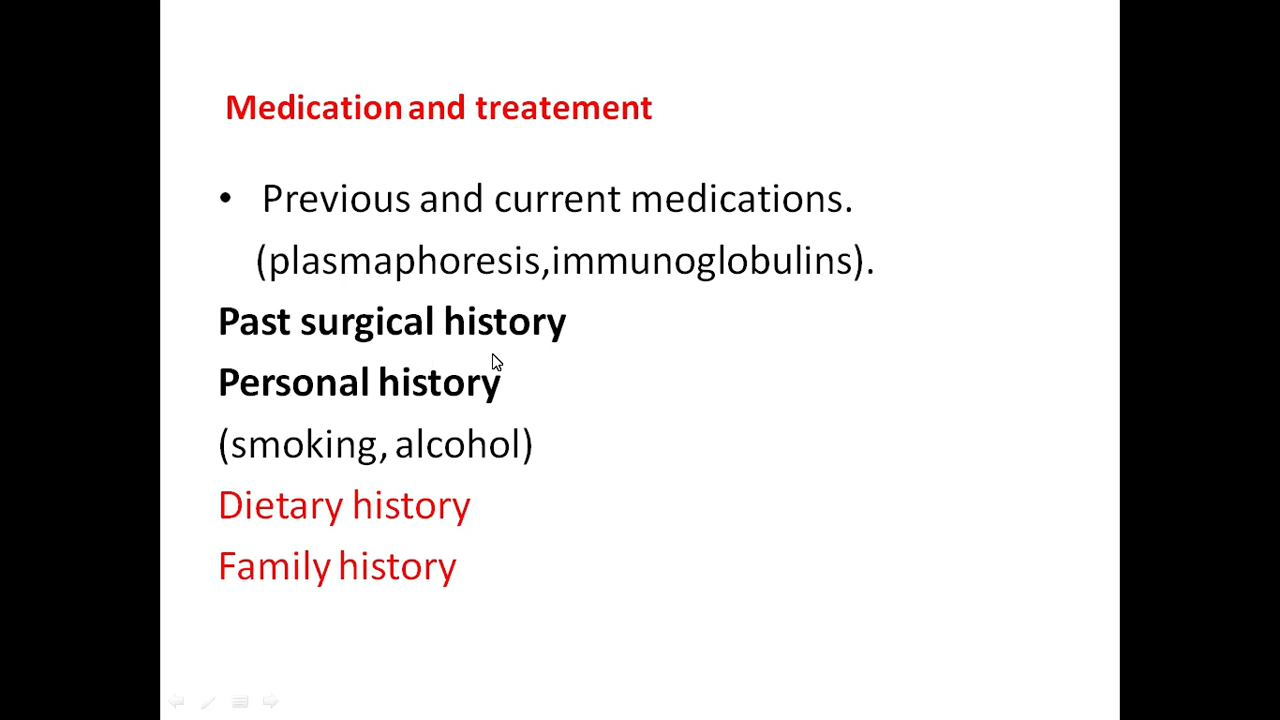 Medication and treatement
• Previous and current medications.
(plasmaphoresis,immunoglobulins).
Past surgical history
Personal history
(smoking, alcohol)
Dietary history
Family history